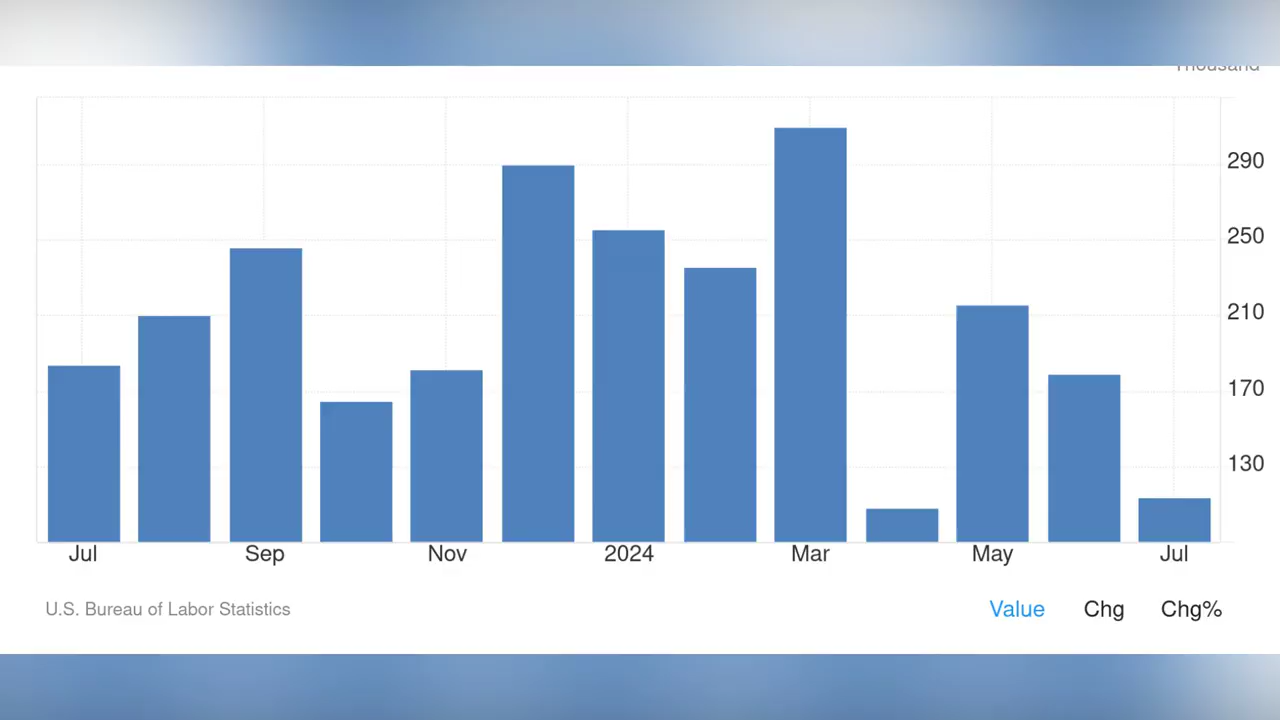 Thousand
290
250
210
170
130
Jul Sep Nov 2024 Mar May Jul
U.S. Bureau of Labor Statistics Value Chg Chg%